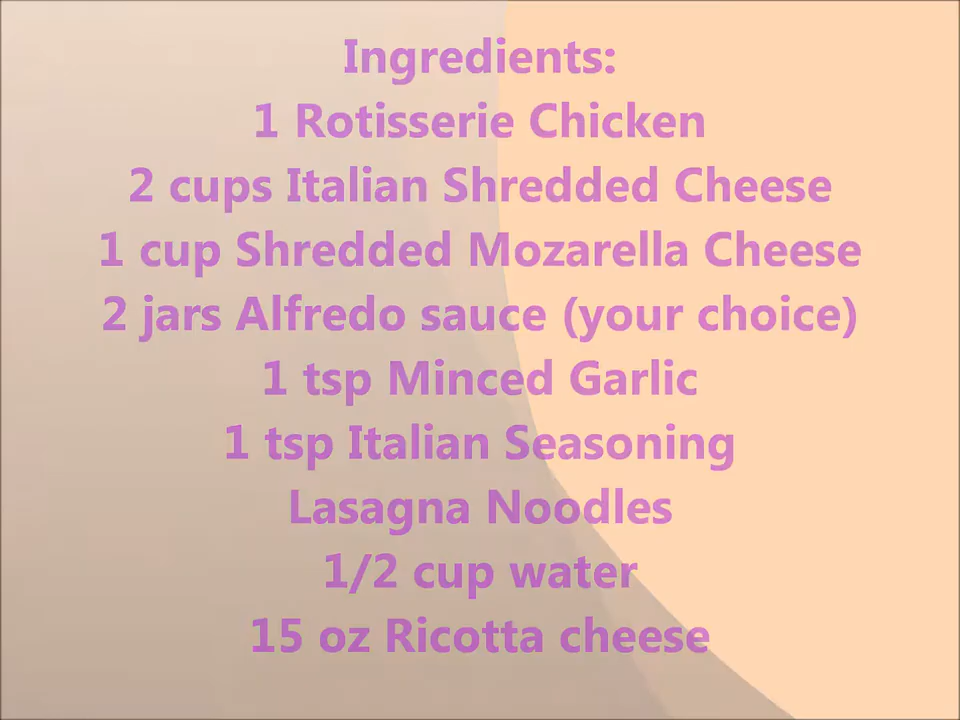 Ingredients:
1 Rotisserie Chicken
2 cups Italian Shredded Cheese
1 cup Shredded Mozarella Cheese
2 jars Alfredo sauce (your choice)
1 tsp Minced Garlic
1 tsp Italian Seasoning
Lasagna Noodles
1/2 cup water
15 oz Ricotta cheese